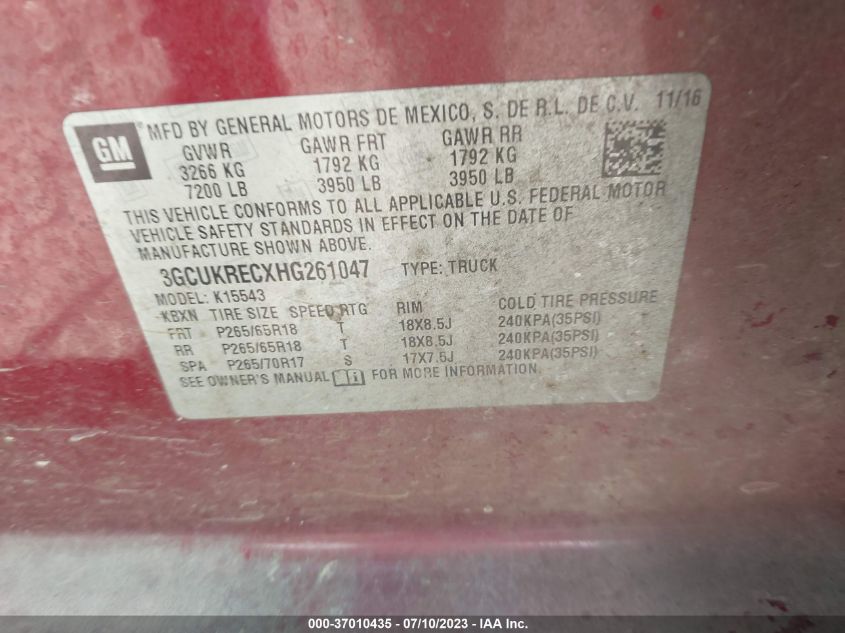 GM
MFD BY GENERAL MOTORS DE MEXICO, S. DE R.L. DE C.V. 11/16
GVWR GAWR FRT GAWR RR
3266 KG 1792 KG 1792 KG
7200 LB 3950 LB 3950 LB
THIS VEHICLE CONFORMS TO ALL APPLICABLE U.S. FEDERAL MOTOR
VEHICLE SAFETY STANDARDS IN EFFECT ON THE DATE OF
MANUFACTURE SHOWN ABOVE.
3GCUKRECXHG261047 TYPE: TRUCK
MODEL: K15543
KBXN TIRE SIZE SPEED RTG RIM COLD TIRE PRESSURE
FRT P265/65R18 T 18X8.5J 240KPA(35PSI)
RR P265/65R18 T 18X8.5J 240KPA(35PSI)
SPA P265/70R17 S 17X7.5J 240KPA(35PSI)
SEE OWNER'S MANUAL FOR MORE INFORMATION.
000-37010435 - 07/10/2023 - IAA Inc.